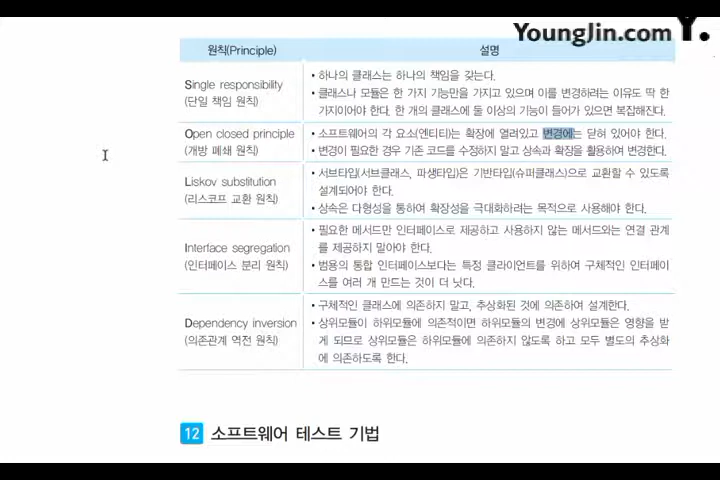 YoungJin.com Y.
원칙(Principle)
설명
Single responsibility
(단일 책임 원칙)
• 하나의 클래스는 하나의 책임을 갖는다.
• 클래스나 모듈은 한 가지 기능만을 가지고 있으며 이를 변경하려는 이유도 딱 한
가지이어야 한다. 한 개의 클래스에 둘 이상의 기능이 들어가 있으면 복잡해진다.
Open closed principle
(개방 폐쇄 원칙)
• 소프트웨어의 각 요소(엔티티)는 확장에 열려있고 변경에는 닫혀 있어야 한다.
• 변경이 필요한 경우 기존 코드를 수정하지 말고 상속과 확장을 활용하여 변경한다.
Liskov substitution
(리스코프 교환 원칙)
• 서브타입(서브클래스, 파생타입)은 기반타입(슈퍼클래스)으로 교환할 수 있도록
설계되어야 한다.
• 상속은 다형성을 통하여 확장성을 극대화하려는 목적으로 사용해야 한다.
Interface segregation
(인터페이스 분리 원칙)
• 필요한 메서드만 인터페이스로 제공하고 사용하지 않는 메서드와는 연결 관계
를 제공하지 말아야 한다.
• 범용의 통합 인터페이스보다는 특정 클라이언트를 위하여 구체적인 인터페이
스를 여러 개 만드는 것이 더 낫다.
Dependency inversion
(의존관계 역전 원칙)
• 구체적인 클래스에 의존하지 말고, 추상화된 것에 의존하여 설계한다.
• 상위모듈이 하위모듈에 의존적이면 하위모듈의 변경에 상위모듈은 영향을 받
게 되므로 상위모듈은 하위모듈에 의존하지 않도록 하고 모두 별도의 추상화
에 의존하도록 한다.
12 소프트웨어 테스트 기법